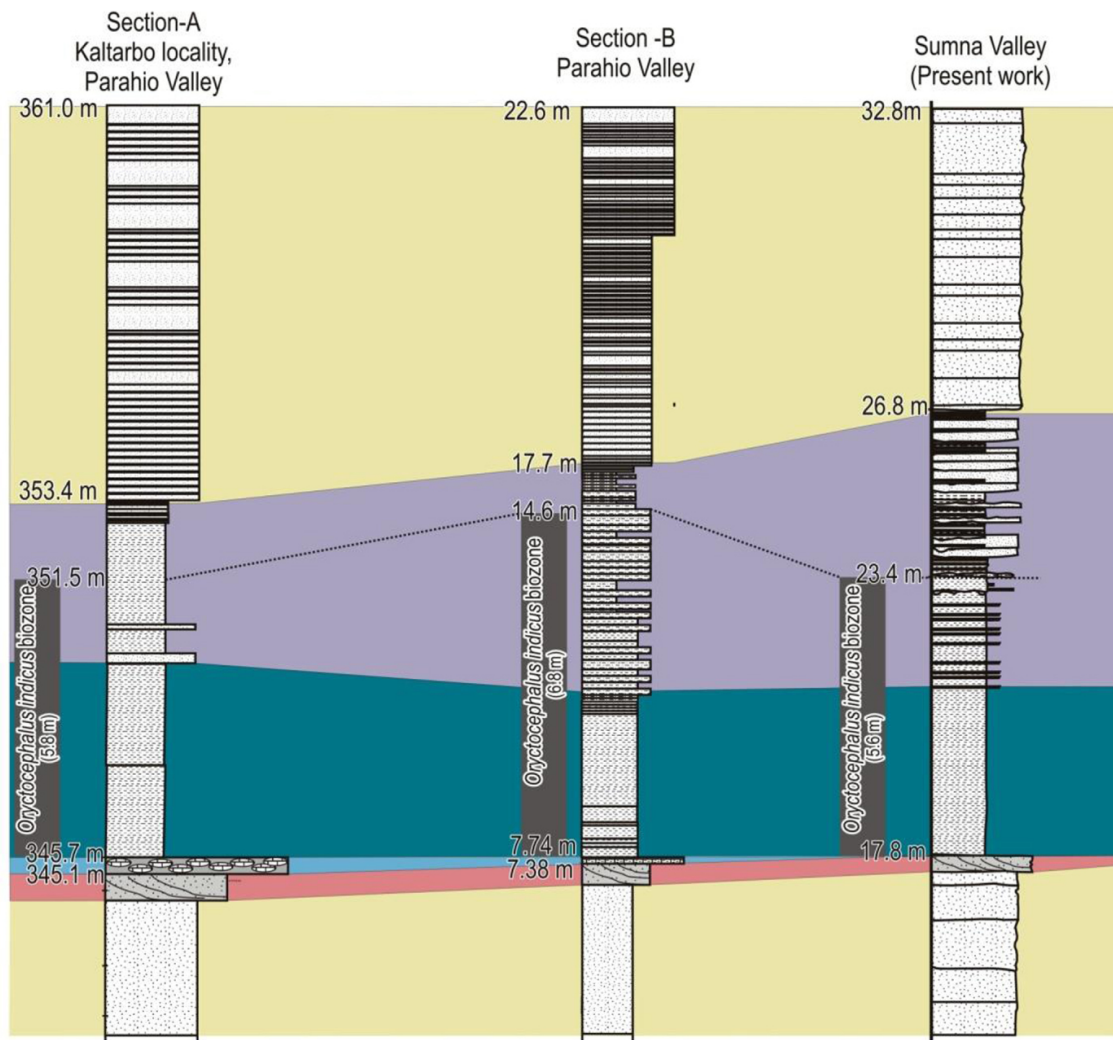 Section-A
Kaltarbo locality,
Parahio Valley
Section -B
Parahio Valley
Sumna Valley
(Present work)
361.0 m
22.6 m
32.8m
26.8 m
17.7 m
353.4 m
14.6 m
351.5 m
23.4 m
Oryctocephalus indicus biozone
(5.8 m)
Oryctocephalus indicus biozone
(6.8m)
Oryctocephalus indicus biozone
(5.6 m)
345.7 m
345.1 m
7.74 m
7.38 m
17.8 m